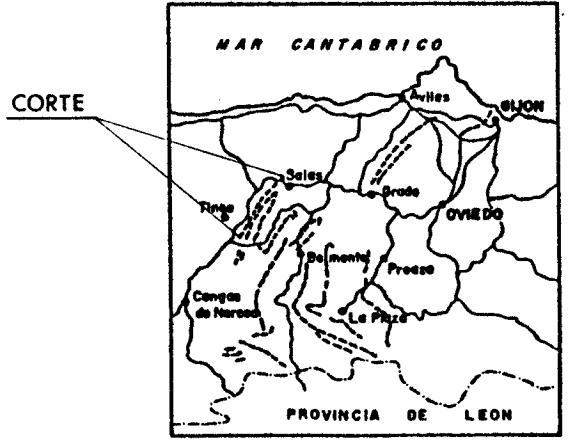 MAR CANTABRICO
Aviles
GIJON
CORTE
Salas
Grado
Tineo
OVIEDO
Belmonte
Proaza
Cangas
de Narcea
La Plaza
PROVINCIA DE LEON